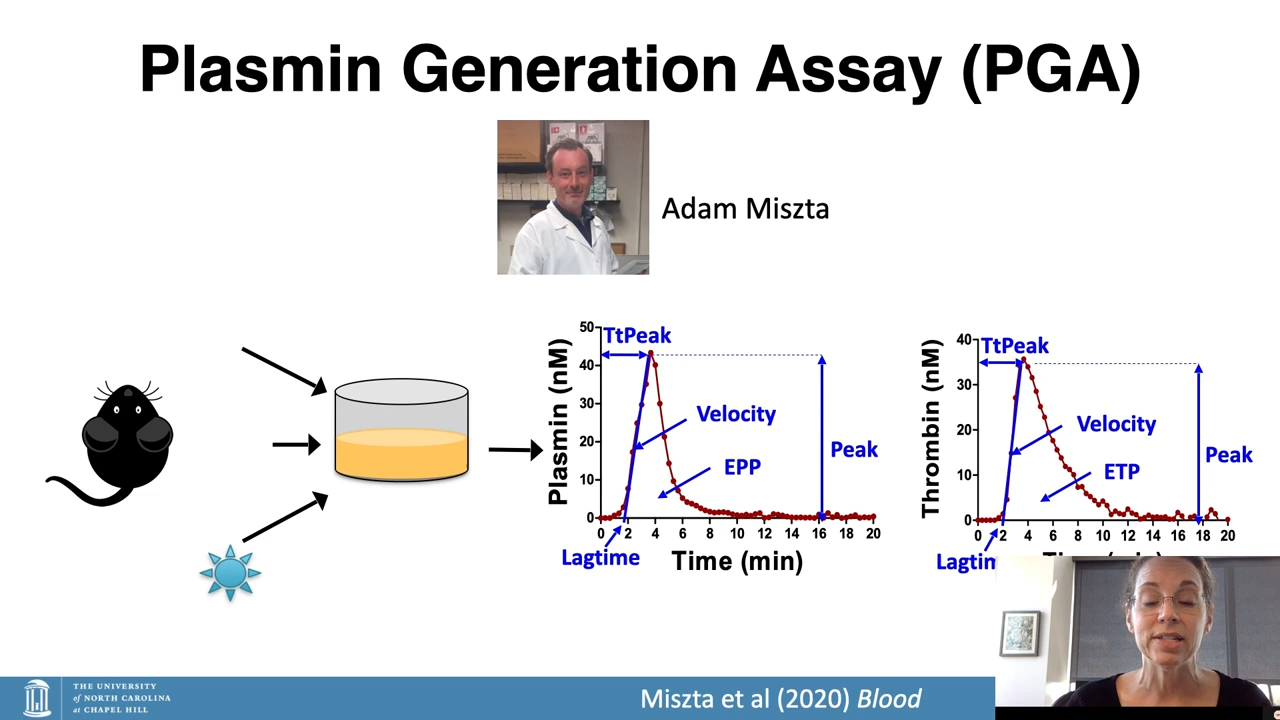 Plasmin Generation Assay (PGA)
Adam Miszta
Plasmin (nM)
50
40
30
20
10
0
TtPeak
Velocity
EPP
Peak
0 2 4 6 8 10 12 14 16 18 20
Lagtime
Time (min)
Thrombin (nM)
40
30
20
10
0
TtPeak
Velocity
ETP
Peak
0 2 4 6 8 10 12 14 16 18 20
Lagtim
THE UNIVERSITY
of NORTH CAROLINA
at CHAPEL HILL
Miszta et al (2020) Blood